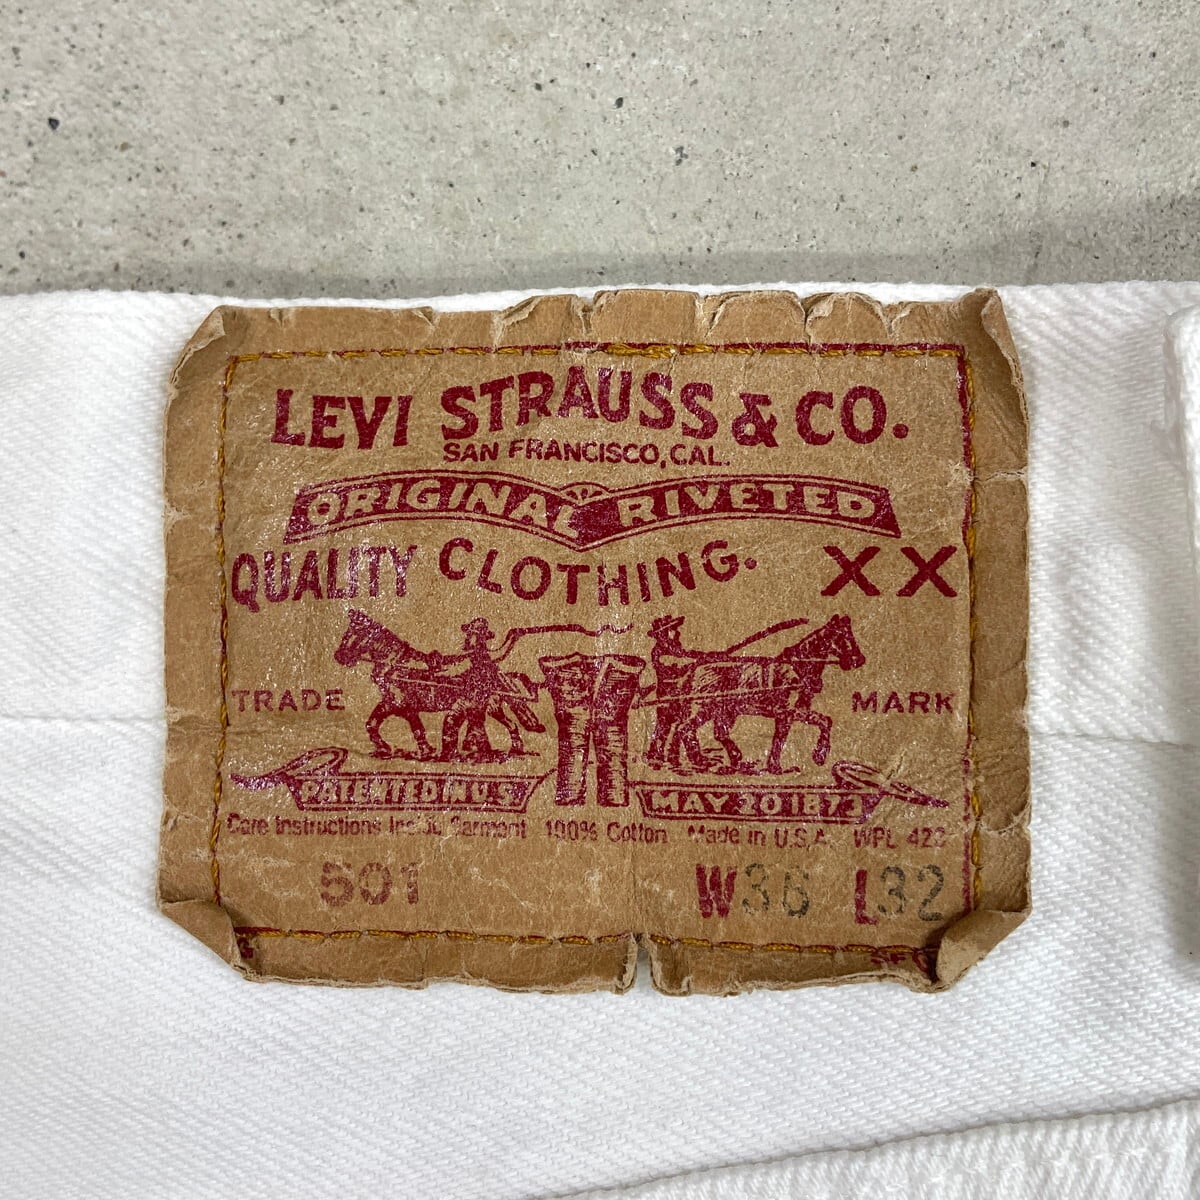 LEVI STRAUSS & CO.
SAN FRANCISCO, CAL.
ORIGINAL RIVETED
QUALITY CLOTHING. XX
TRADE MARK
PATENTED IN U.S. MAY 20 1873
Care Instructions Inside Garment 100% Cotton Made in U.S.A. WPL 423
501 W36 L32